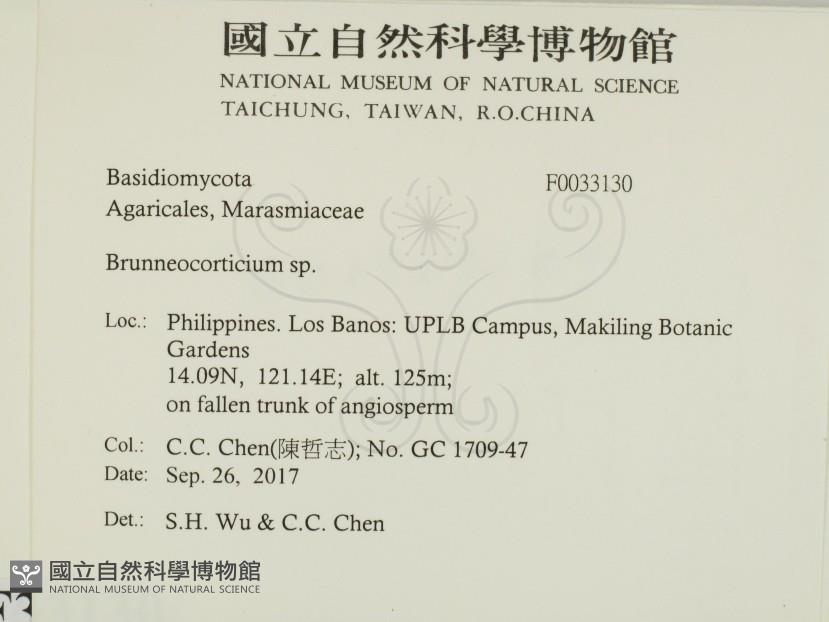 國立自然科學博物館
NATIONAL MUSEUM OF NATURAL SCIENCE
TAICHUNG, TAIWAN, R.O.CHINA
Basidiomycota F0033130
Agaricales, Marasmiaceae
Brunneocorticium sp.
Loc.: Philippines. Los Banos: UPLB Campus, Makiling Botanic
Gardens
14.09N, 121.14E; alt. 125m;
on fallen trunk of angiosperm
Col.: C.C. Chen(陳哲志); No. GC 1709-47
Date: Sep. 26, 2017
Det.: S.H. Wu & C.C. Chen
國立自然科學博物館
NATIONAL MUSEUM OF NATURAL SCIENCE